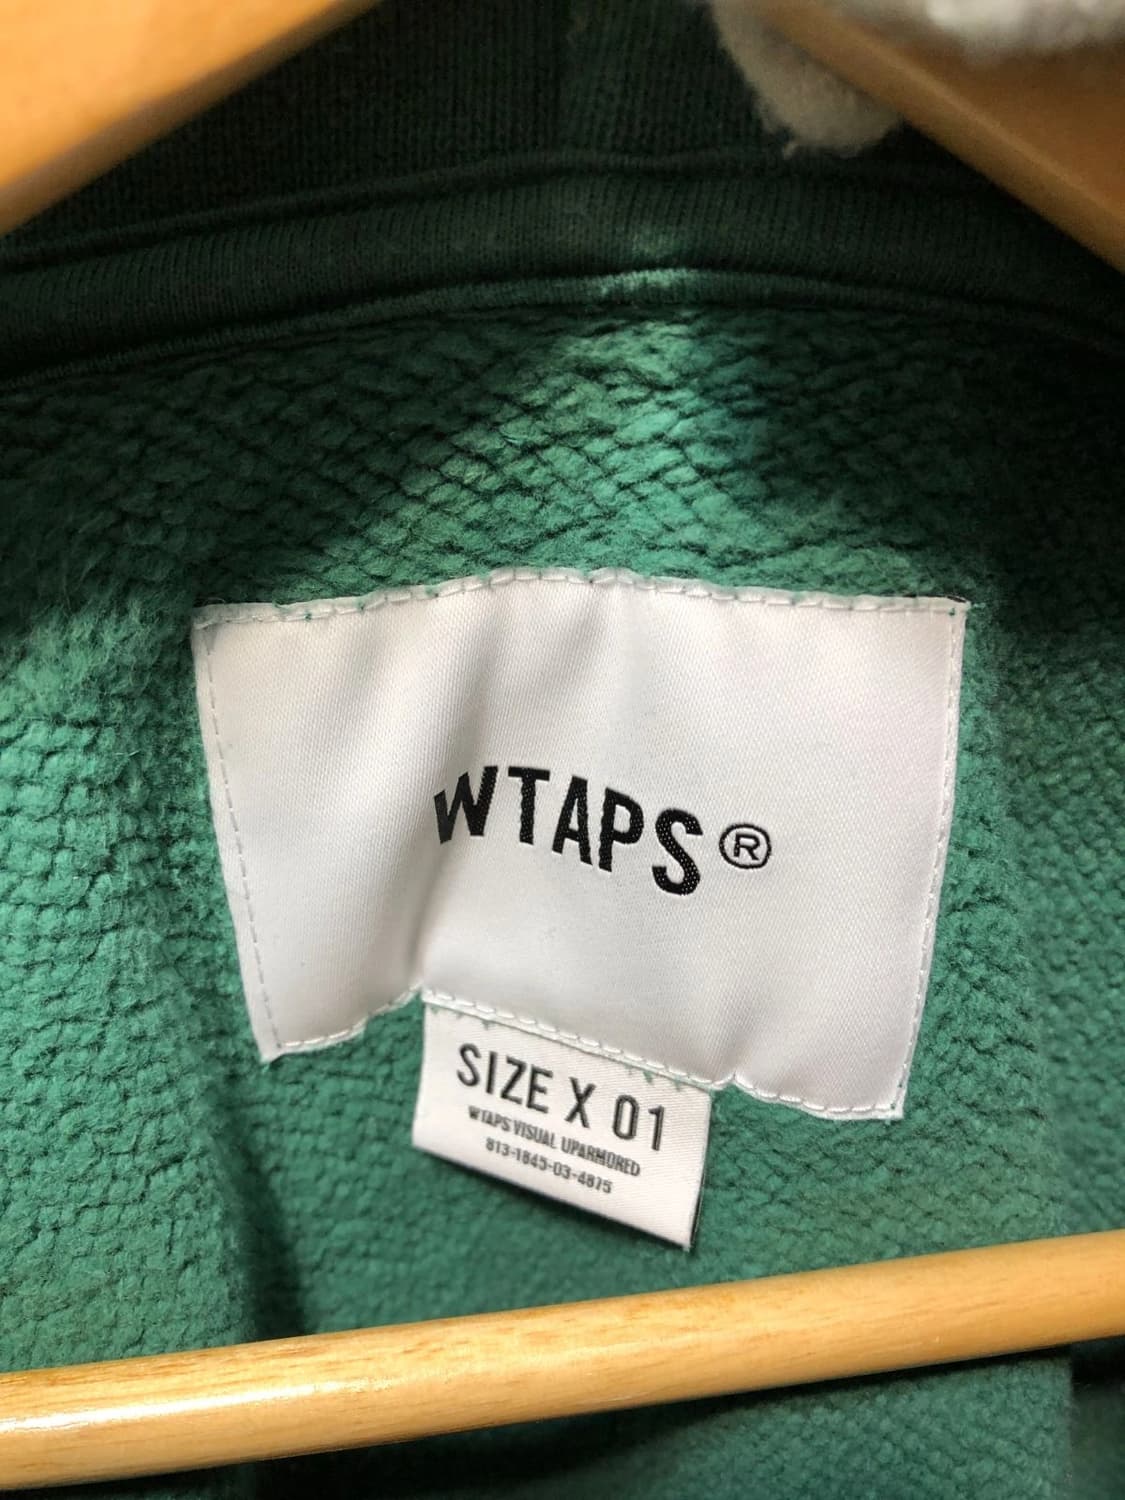 WTAPS®
SIZE X 01
WTAPS VISUAL UPARMORED
813-1845-03-4875